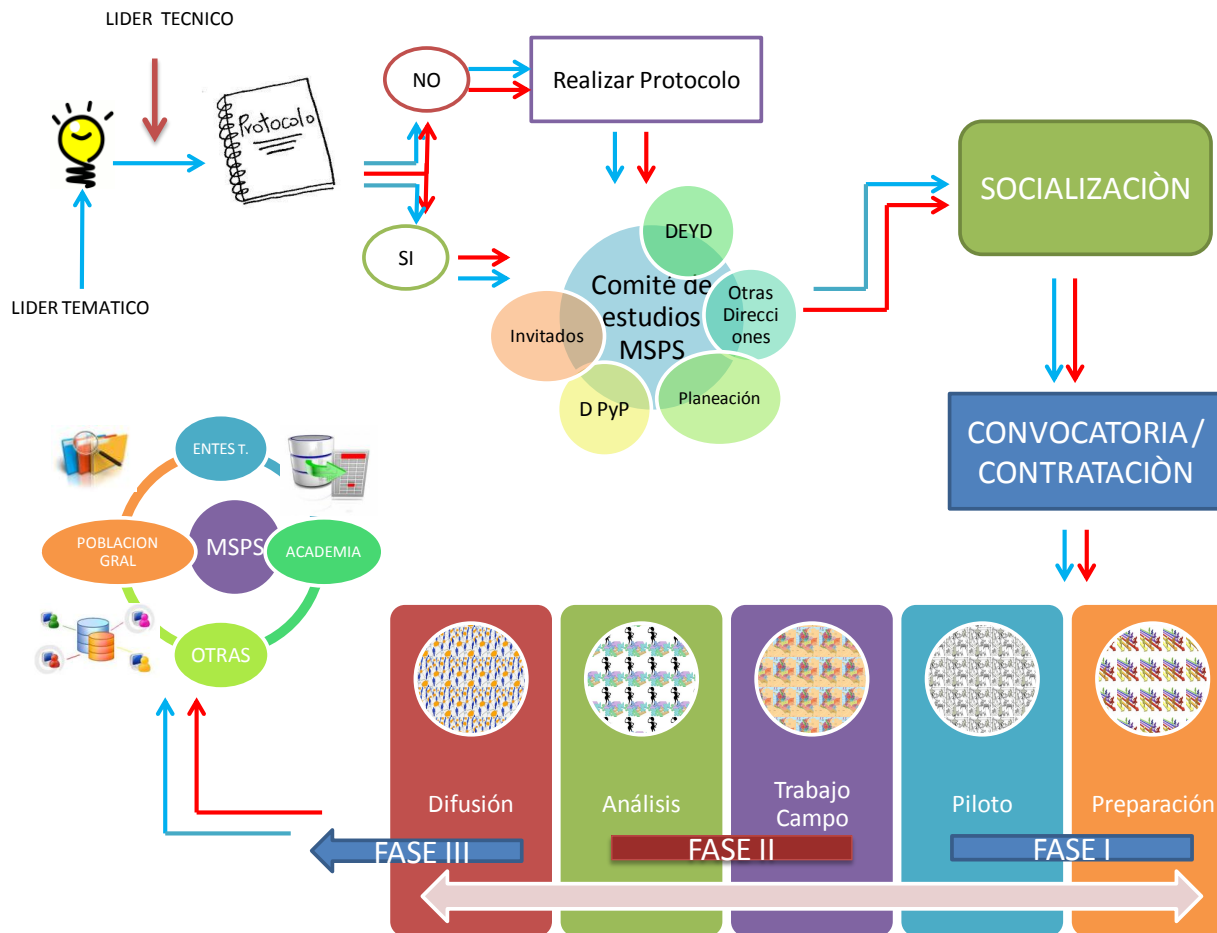 LIDER TECNICO
Protocolo
NO
Realizar Protocolo
SI
LIDER TEMATICO
DEYD
Comité de
estudios
MSPS
Otras
Direcci
ones
Invitados
D PyP
Planeación
SOCIALIZACIÒN
CONVOCATORIA /
CONTRATACIÒN
ENTES T.
POBLACION
GRAL
MSPS
ACADEMIA
OTRAS
Difusión
Análisis
Trabajo
Campo
Piloto
Preparación
FASE III
FASE II
FASE I